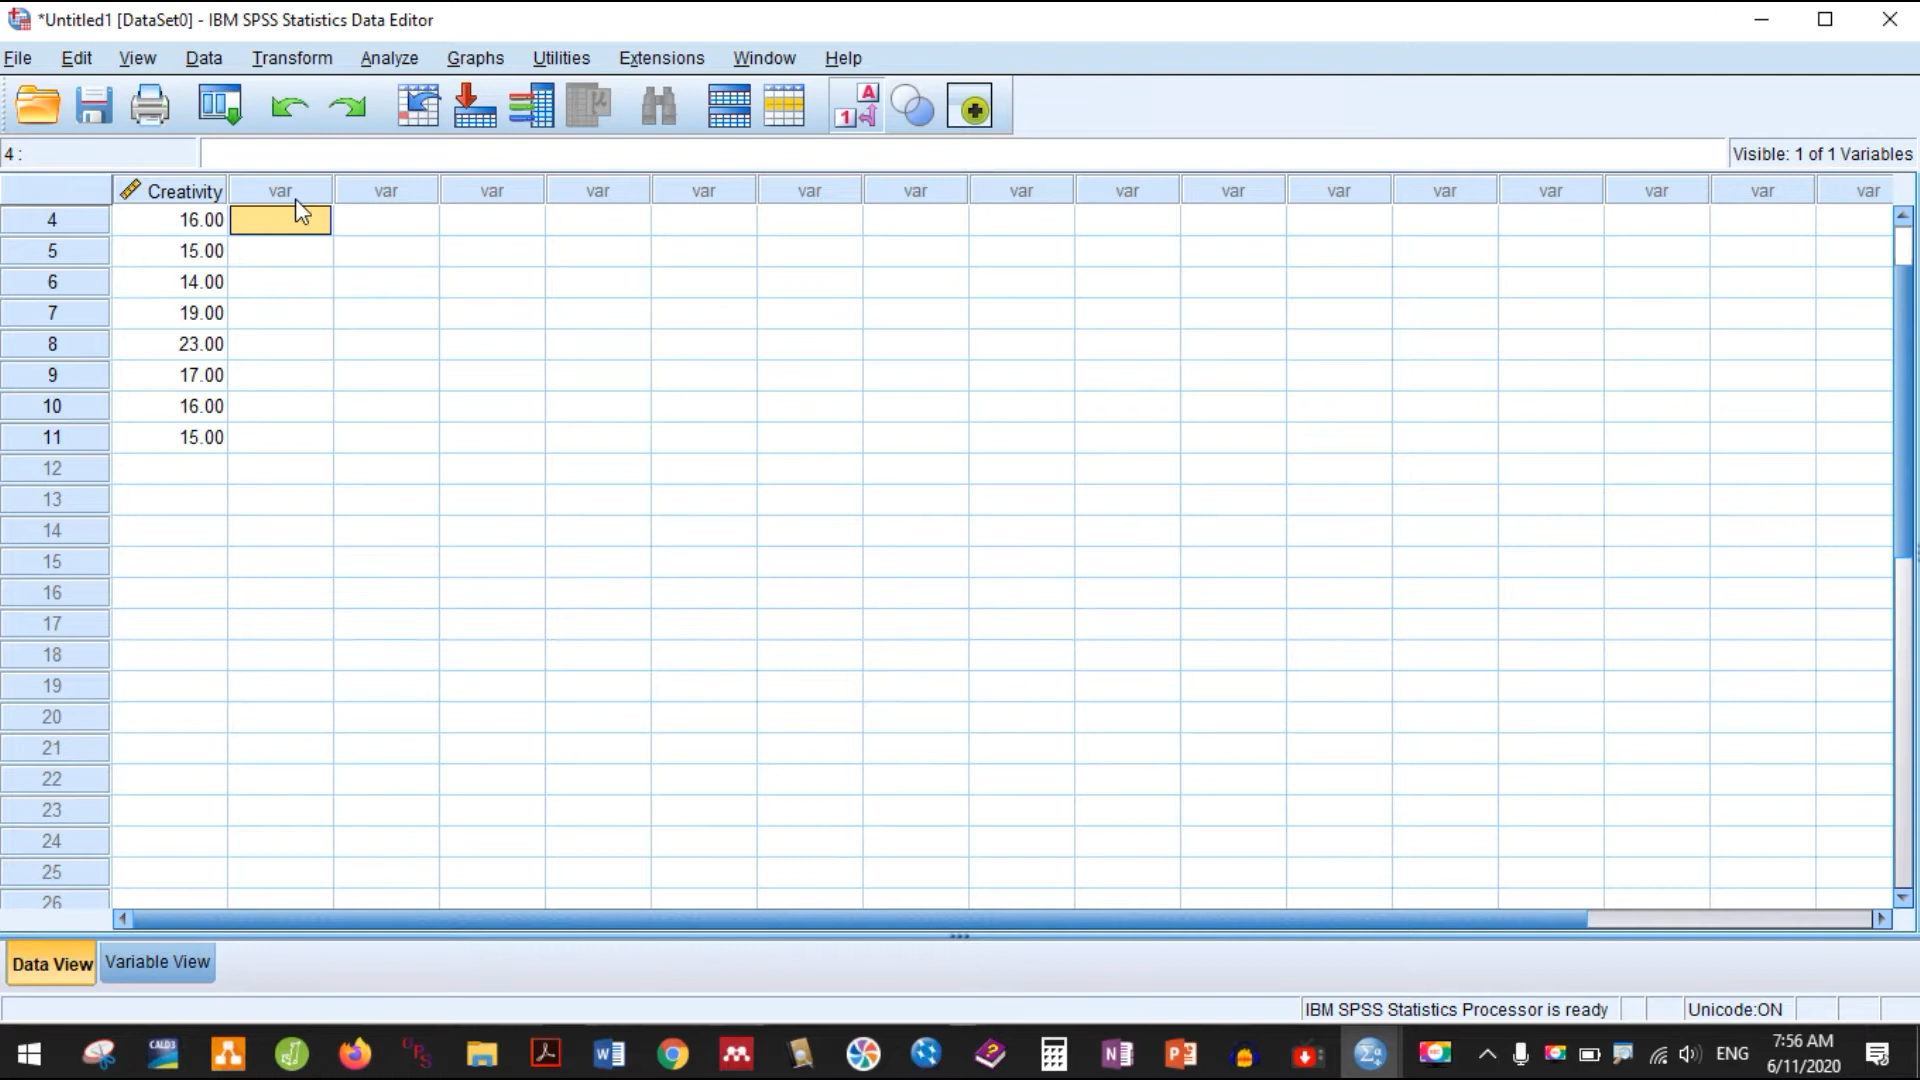 *Untitled1 [DataSet0] - IBM SPSS Statistics Data Editor
File Edit View Data Transform Analyze Graphs Utilities Extensions Window Help
A
1
4 :
Visible: 1 of 1 Variables
Creativity var var var var var var var var var var var var var var var var
4 16.00
5 15.00
6 14.00
7 19.00
8 23.00
9 17.00
10 16.00
11 15.00
12
13
14
15
16
17
18
19
20
21
22
23
24
25
26
Data View Variable View
IBM SPSS Statistics Processor is ready Unicode:ON
CALD3
ENG
7:56 AM
6/11/2020